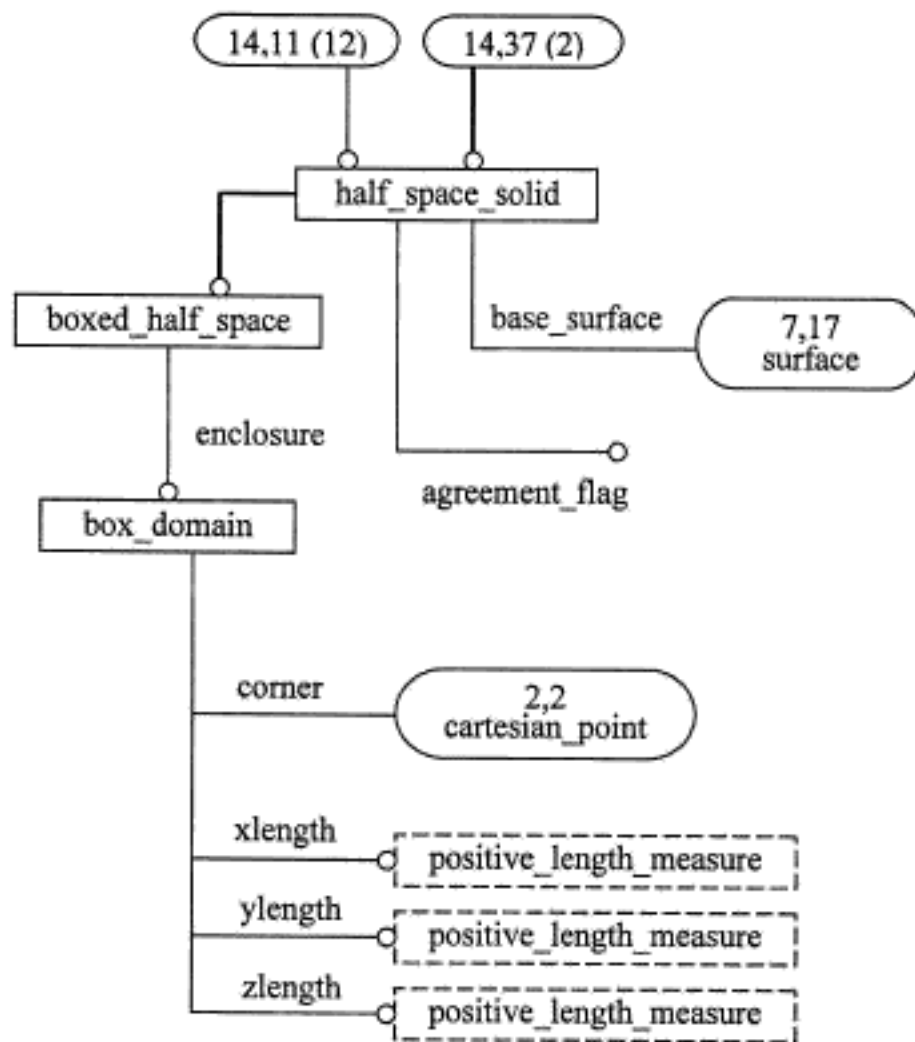 14,11 (12)
14,37 (2)
half_space_solid
boxed_half_space
base_surface
7,17
surface
enclosure
agreement_flag
box_domain
corner
2,2
cartesian_point
xlength
positive_length_measure
ylength
positive_length_measure
zlength
positive_length_measure